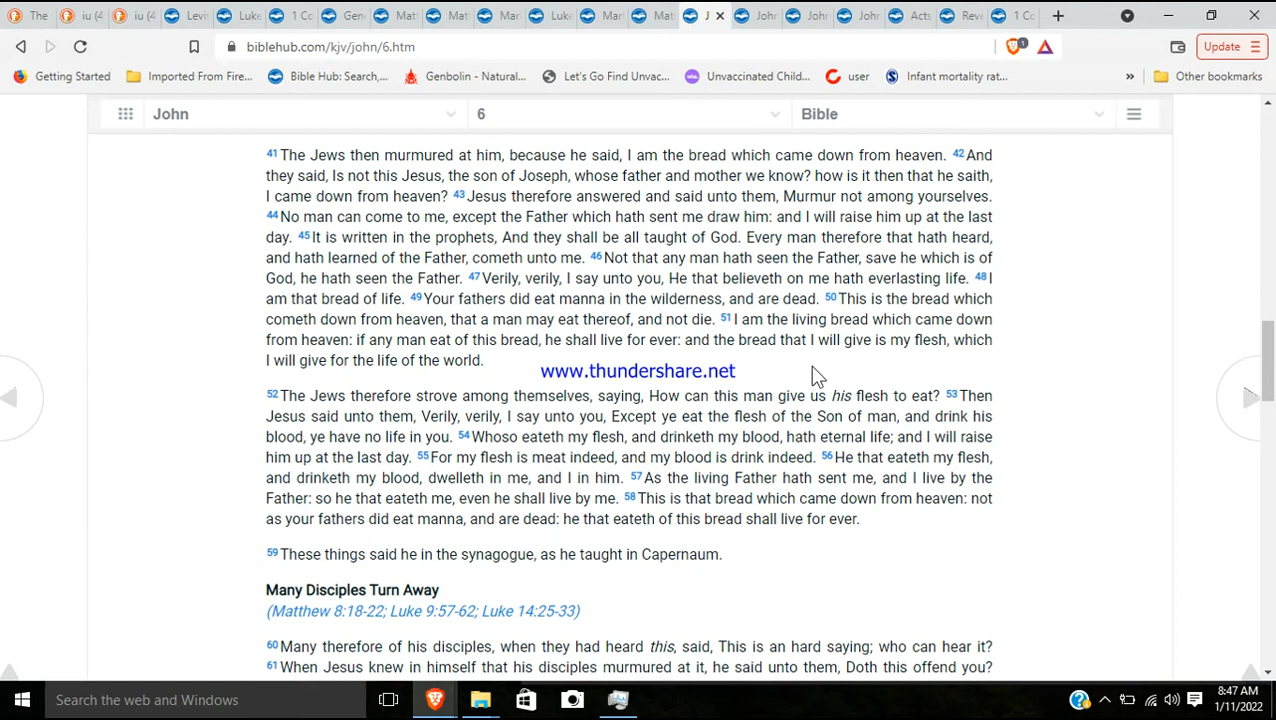 The iu (4 iu (4 Levit Luke 1 Co Gene Matt Matt Mark Luke Mark Matt J John John John Acts Reve 1 Co
biblehub.com/kjv/john/6.htm 1 Update
Getting Started Imported From Fire... Bible Hub: Search,... Genbolin - Natural... Let's Go Find Unvac... Unvaccinated Child... user Infant mortality rat... » Other bookmarks
John 6 Bible
41 The Jews then murmured at him, because he said, I am the bread which came down from heaven. 42 And
they said, Is not this Jesus, the son of Joseph, whose father and mother we know? how is it then that he saith,
I came down from heaven? 43 Jesus therefore answered and said unto them, Murmur not among yourselves.
44 No man can come to me, except the Father which hath sent me draw him: and I will raise him up at the last
day. 45 It is written in the prophets, And they shall be all taught of God. Every man therefore that hath heard,
and hath learned of the Father, cometh unto me. 46 Not that any man hath seen the Father, save he which is of
God, he hath seen the Father. 47 Verily, verily, I say unto you, He that believeth on me hath everlasting life. 48 I
am that bread of life. 49 Your fathers did eat manna in the wilderness, and are dead. 50 This is the bread which
cometh down from heaven, that a man may eat thereof, and not die. 51 I am the living bread which came down
from heaven: if any man eat of this bread, he shall live for ever: and the bread that I will give is my flesh, which
I will give for the life of the world.
www.thundershare.net
52 The Jews therefore strove among themselves, saying, How can this man give us his flesh to eat? 53 Then
Jesus said unto them, Verily, verily, I say unto you, Except ye eat the flesh of the Son of man, and drink his
blood, ye have no life in you. 54 Whoso eateth my flesh, and drinketh my blood, hath eternal life; and I will raise
him up at the last day. 55 For my flesh is meat indeed, and my blood is drink indeed. 56 He that eateth my flesh,
and drinketh my blood, dwelleth in me, and I in him. 57 As the living Father hath sent me, and I live by the
Father: so he that eateth me, even he shall live by me. 58 This is that bread which came down from heaven: not
as your fathers did eat manna, and are dead: he that eateth of this bread shall live for ever.
59 These things said he in the synagogue, as he taught in Capernaum.
Many Disciples Turn Away
(Matthew 8:18-22; Luke 9:57-62; Luke 14:25-33)
60 Many therefore of his disciples, when they had heard this, said, This is an hard saying; who can hear it?
61 When Jesus knew in himself that his disciples murmured at it, he said unto them, Doth this offend you?
Search the web and Windows
8:47 AM
1/11/2022